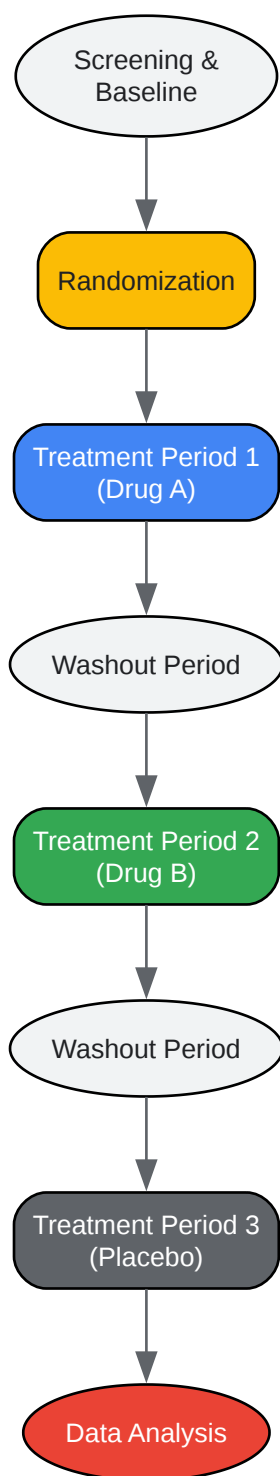 Screening &
Baseline
Randomization
Treatment Period 1
(Drug A)
Washout Period
Treatment Period 2
(Drug B)
Washout Period
Treatment Period 3
(Placebo)
Data Analysis